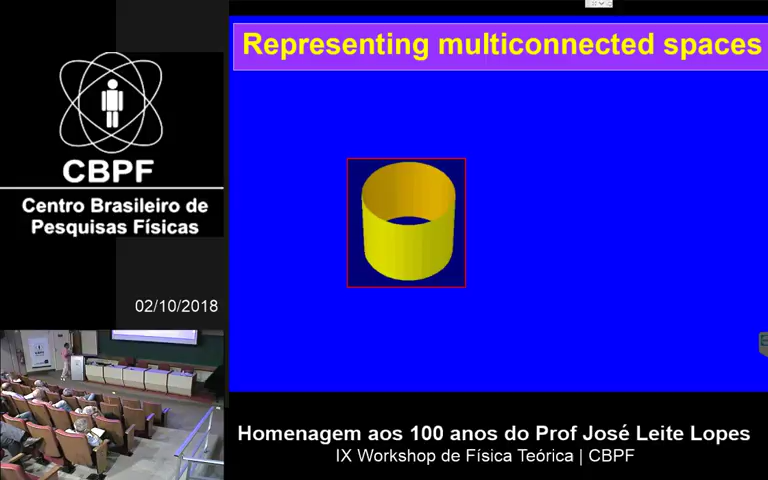 Representing multiconnected spaces
CBPF
Centro Brasileiro de
Pesquisas Físicas
02/10/2018
Homenagem aos 100 anos do Prof José Leite Lopes
IX Workshop de Física Teórica | CBPF